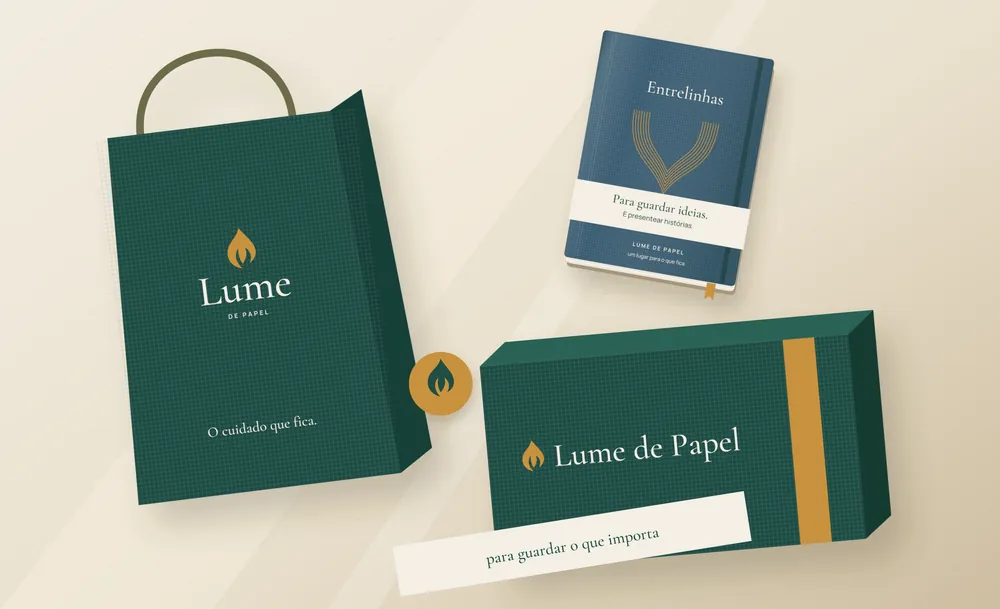 Lume
DE PAPEL
O cuidado que fica.
Entrelinhas
Para guardar ideias.
E presentear histórias.
LUME DE PAPEL
um lugar para o que fica
Lume de Papel
para guardar o que importa